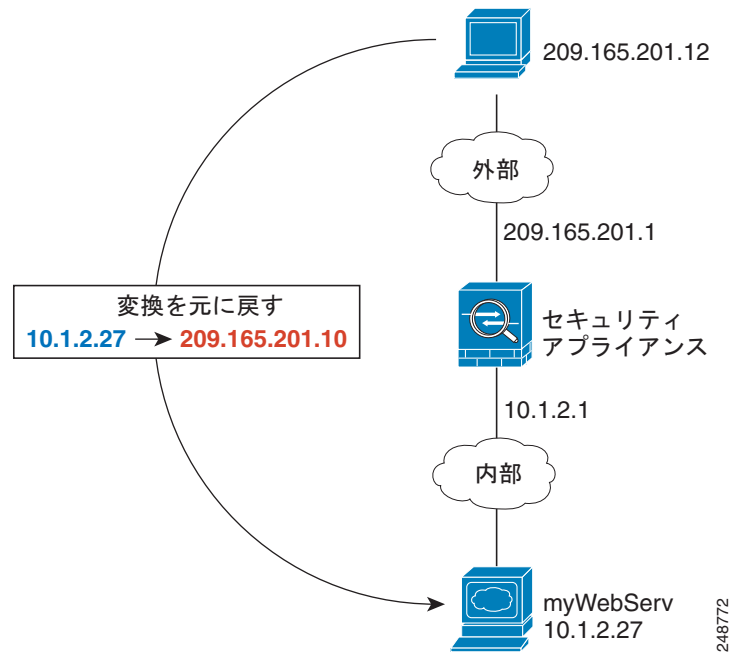 209.165.201.12
外部
209.165.201.1
変換を元に戻す
10.1.2.27 → 209.165.201.10
セキュリティ
アプライアンス
10.1.2.1
内部
myWebServ
10.1.2.27
248772